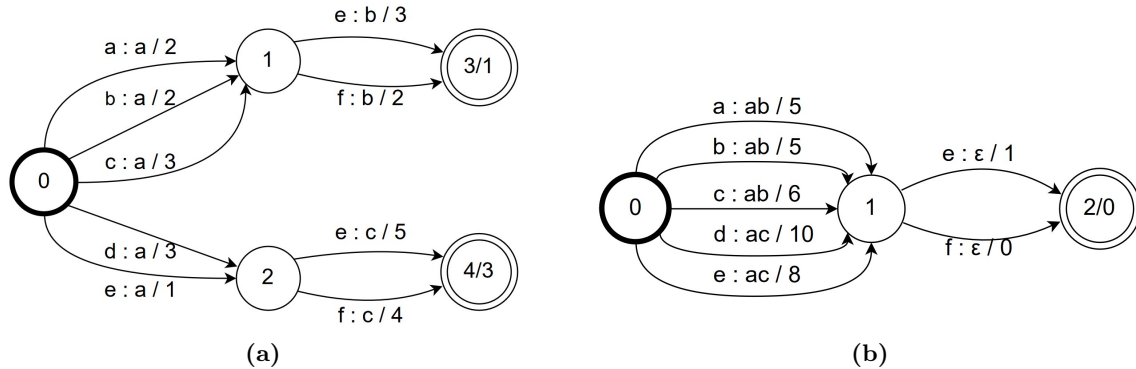 a : a / 2
b : a / 2
c : a / 3
0
d : a / 3
e : a / 1
1
e : b / 3
f : b / 2
3/1
2
e : c / 5
f : c / 4
4/3
(a)
a : ab / 5
b : ab / 5
0
c : ab / 6
d : ac / 10
e : ac / 8
1
e : ε / 1
f : ε / 0
2/0
(b)